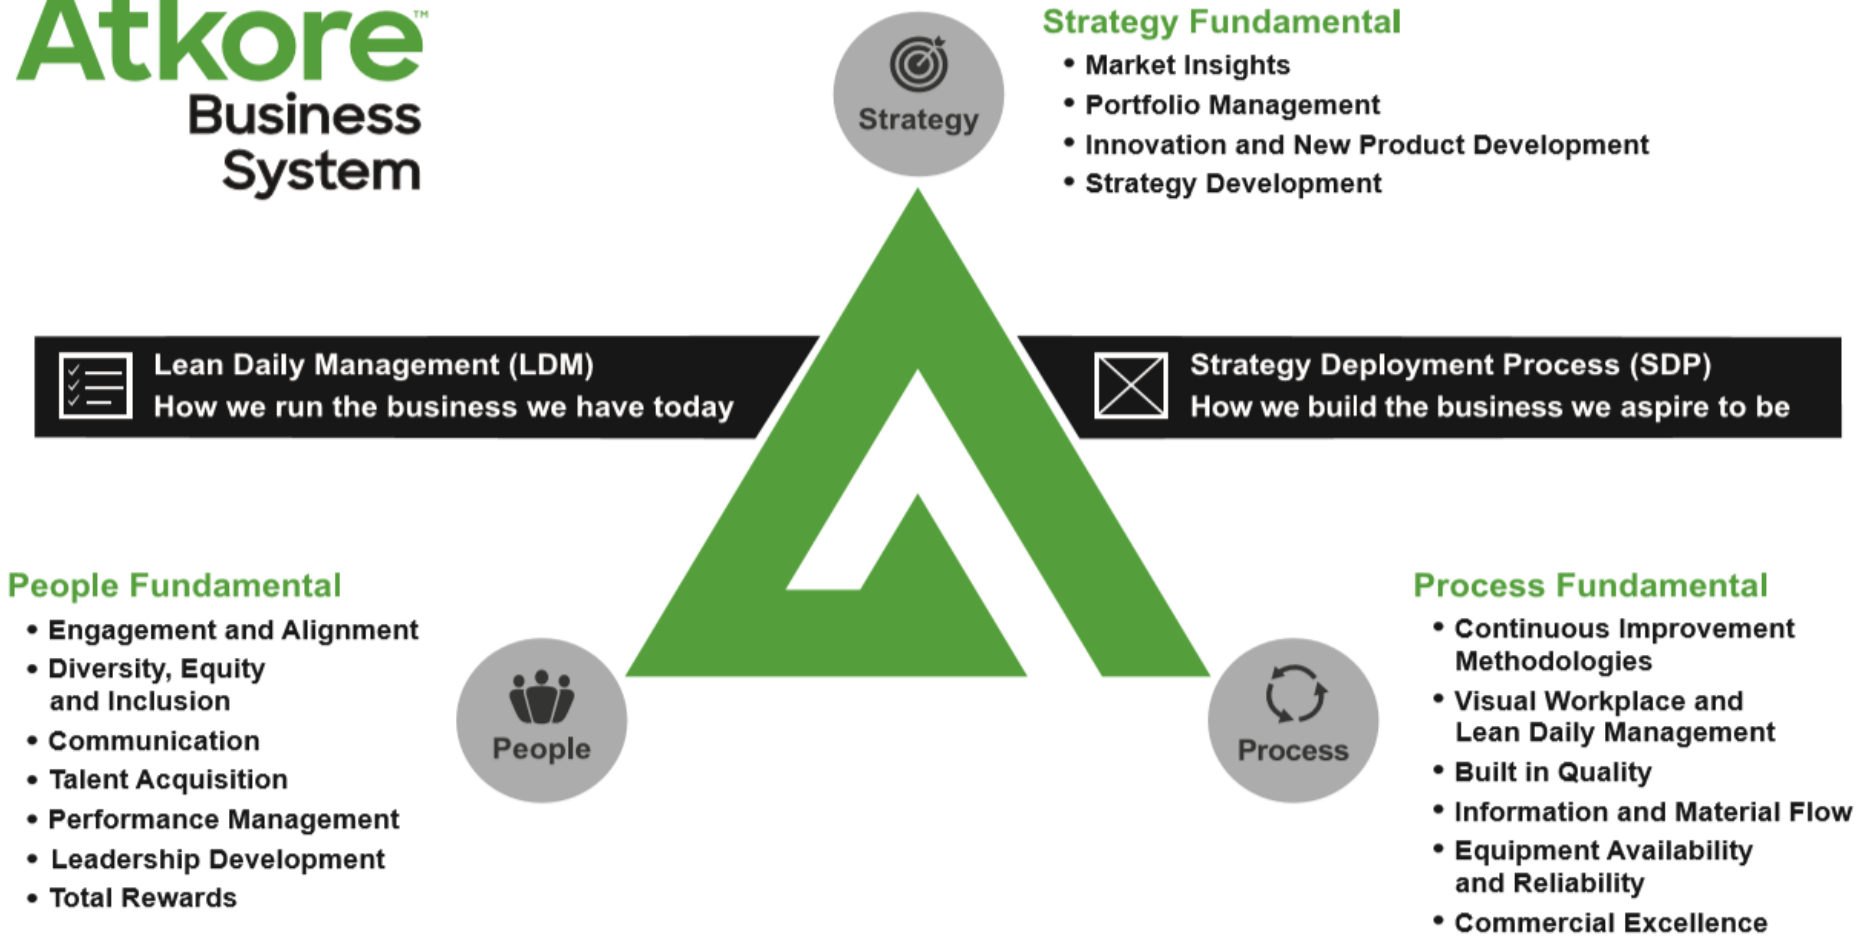 Atkore™
Business
System
Strategy
Strategy Fundamental
• Market Insights
• Portfolio Management
• Innovation and New Product Development
• Strategy Development
Lean Daily Management (LDM)
How we run the business we have today
Strategy Deployment Process (SDP)
How we build the business we aspire to be
People Fundamental
• Engagement and Alignment
• Diversity, Equity
and Inclusion
• Communication
• Talent Acquisition
• Performance Management
• Leadership Development
• Total Rewards
People
Process
Process Fundamental
• Continuous Improvement
Methodologies
• Visual Workplace and
Lean Daily Management
• Built in Quality
• Information and Material Flow
• Equipment Availability
and Reliability
• Commercial Excellence